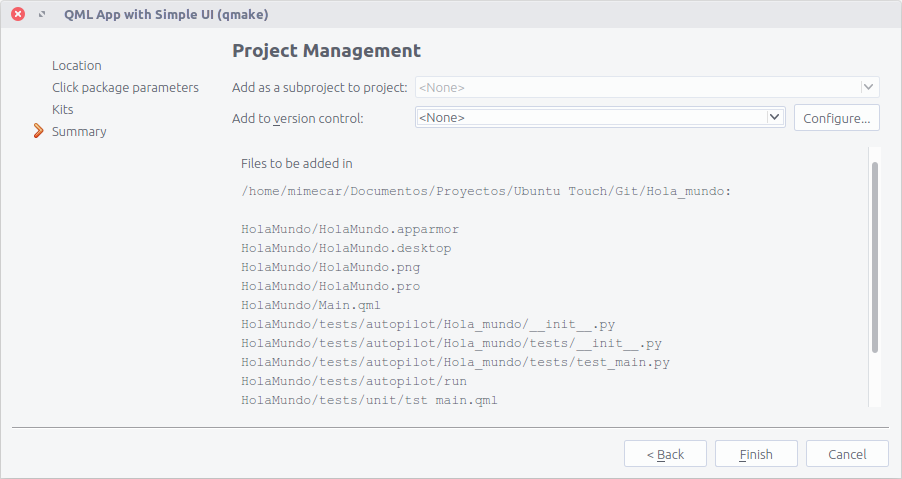 QML App with Simple UI (qmake)
Location
Click package parameters
Kits
Summary
Project Management
Add as a subproject to project: <None>
Add to version control: <None> Configure...
Files to be added in
/home/mimecar/Documentos/Proyectos/Ubuntu Touch/Git/Hola_mundo:
HolaMundo/HolaMundo.apparmor
HolaMundo/HolaMundo.desktop
HolaMundo/HolaMundo.png
HolaMundo/HolaMundo.pro
HolaMundo/Main.qml
HolaMundo/tests/autopilot/Hola_mundo/__init__.py
HolaMundo/tests/autopilot/Hola_mundo/tests/__init__.py
HolaMundo/tests/autopilot/Hola_mundo/tests/test_main.py
HolaMundo/tests/autopilot/run
HolaMundo/tests/unit/tst_main.qml
< Back Finish Cancel